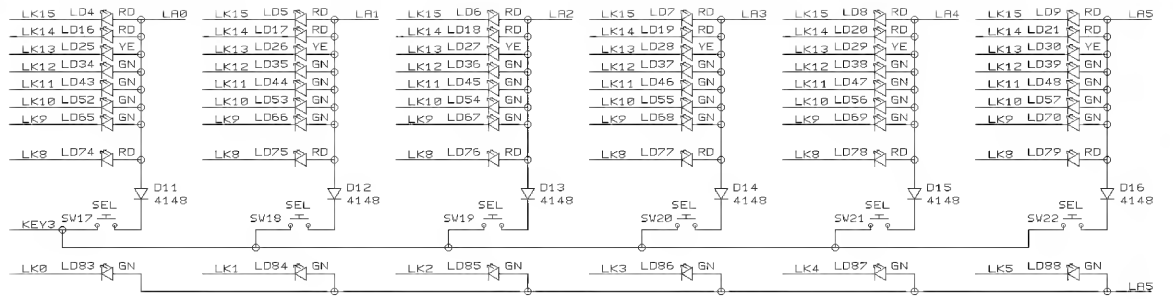 LK15 LD4 RD LA0 LK15 LD5 RD LA1 LK15 LD6 RD LA2 LK15 LD7 RD LA3 LK15 LD8 RD LA4 LK15 LD9 RD LA5
LK14 LD16 RD LK14 LD17 RD LK14 LD18 RD LK14 LD19 RD LK14 LD20 RD LK14 LD21 RD
LK13 LD25 YE LK13 LD26 YE LK13 LD27 YE LK13 LD28 YE LK13 LD29 YE LK13 LD30 YE
LK12 LD34 GN LK12 LD35 GN LK12 LD36 GN LK12 LD37 GN LK12 LD38 GN LK12 LD39 GN
LK11 LD43 GN LK11 LD44 GN LK11 LD45 GN LK11 LD46 GN LK11 LD47 GN LK11 LD48 GN
LK10 LD52 GN LK10 LD53 GN LK10 LD54 GN LK10 LD55 GN LK10 LD56 GN LK10 LD57 GN
LK9 LD65 GN LK9 LD66 GN LK9 LD67 GN LK9 LD68 GN LK9 LD69 GN LK9 LD70 GN
LK8 LD74 RD LK8 LD75 RD LK8 LD76 RD LK8 LD77 RD LK8 LD78 RD LK8 LD79 RD
D11 D12 D13 D14 D15 D16
4148 4148 4148 4148 4148 4148
SEL SEL SEL SEL SEL SEL
KEY3 SW17 SW18 SW19 SW20 SW21 SW22
LK0 LD83 GN LK1 LD84 GN LK2 LD85 GN LK3 LD86 GN LK4 LD87 GN LK5 LD88 GN
LA5